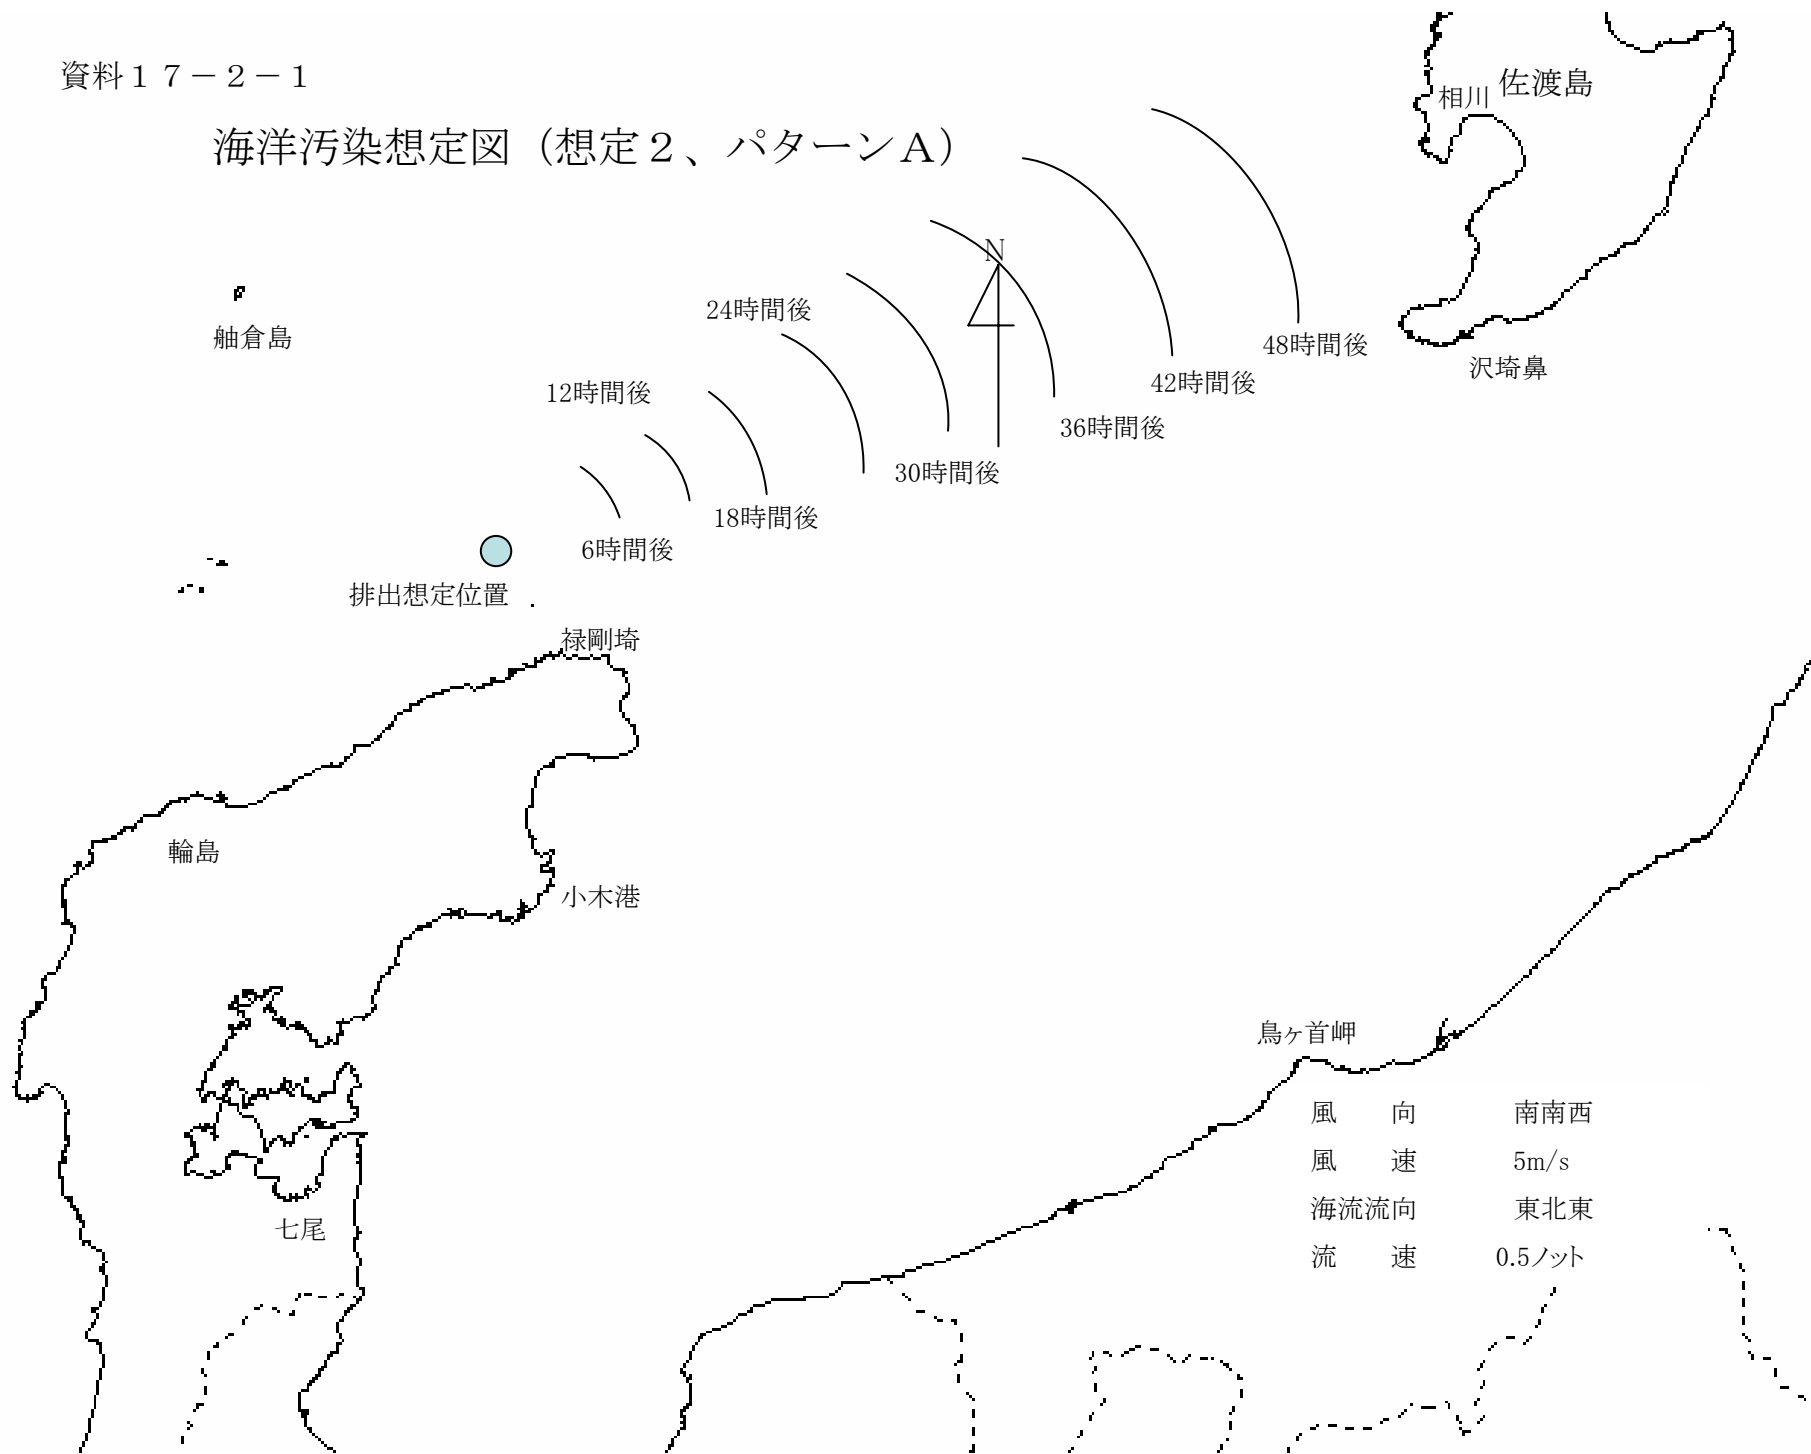 資料１７－２－１
海洋汚染想定図（想定２、パターンＡ）
佐渡島
相川
N
舳倉島
24時間後
48時間後
沢埼鼻
42時間後
12時間後
36時間後
30時間後
18時間後
6時間後
排出想定位置
禄剛埼
輪島
小木港
鳥ヶ首岬
風　　向　　　南南西
風　　速　　　5m/s
海流流向　　　東北東
流　　速　　　0.5ノット
七尾